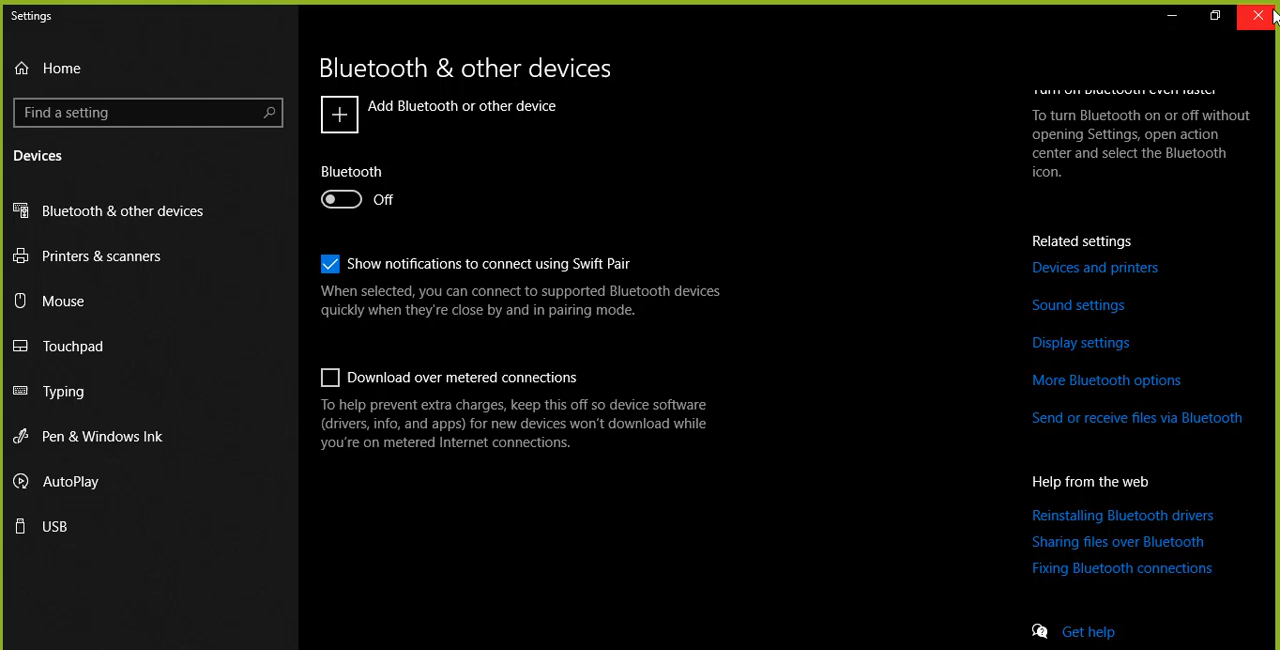 Settings
Home
Find a setting
Devices
Bluetooth & other devices
Printers & scanners
Mouse
Touchpad
Typing
Pen & Windows Ink
AutoPlay
USB
Bluetooth & other devices
Add Bluetooth or other device
Bluetooth
Off
Show notifications to connect using Swift Pair
When selected, you can connect to supported Bluetooth devices
quickly when they're close by and in pairing mode.
Download over metered connections
To help prevent extra charges, keep this off so device software
(drivers, info, and apps) for new devices won't download while
you're on metered Internet connections.
Turn on Bluetooth even faster
To turn Bluetooth on or off without
opening Settings, open action
center and select the Bluetooth
icon.
Related settings
Devices and printers
Sound settings
Display settings
More Bluetooth options
Send or receive files via Bluetooth
Help from the web
Reinstalling Bluetooth drivers
Sharing files over Bluetooth
Fixing Bluetooth connections
Get help